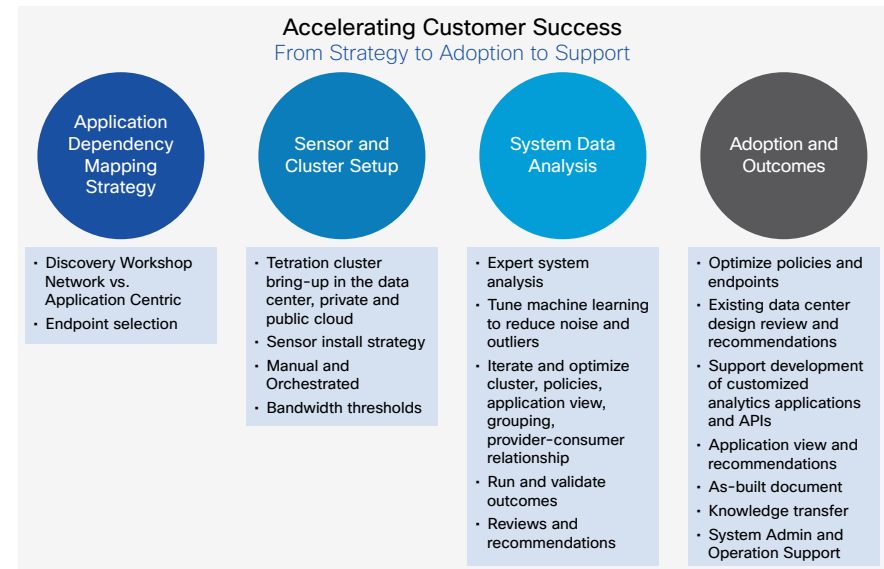 Accelerating Customer Success
From Strategy to Adoption to Support
Application
Dependency
Mapping
Strategy
Sensor and
Cluster Setup
System Data
Analysis
Adoption and
Outcomes
· Discovery Workshop
Network vs.
Application Centric
· Endpoint selection
· Tetration cluster
bring-up in the data
center, private and
public cloud
· Sensor install strategy
· Manual and
Orchestrated
· Bandwidth thresholds
· Expert system
analysis
· Tune machine learning
to reduce noise and
outliers
· Iterate and optimize
cluster, policies,
application view,
grouping,
provider-consumer
relationship
· Run and validate
outcomes
· Reviews and
recommendations
· Optimize policies and
endpoints
· Existing data center
design review and
recommendations
· Support development
of customized
analytics applications
and APIs
· Application view and
recommendations
· As-built document
· Knowledge transfer
· System Admin and
Operation Support